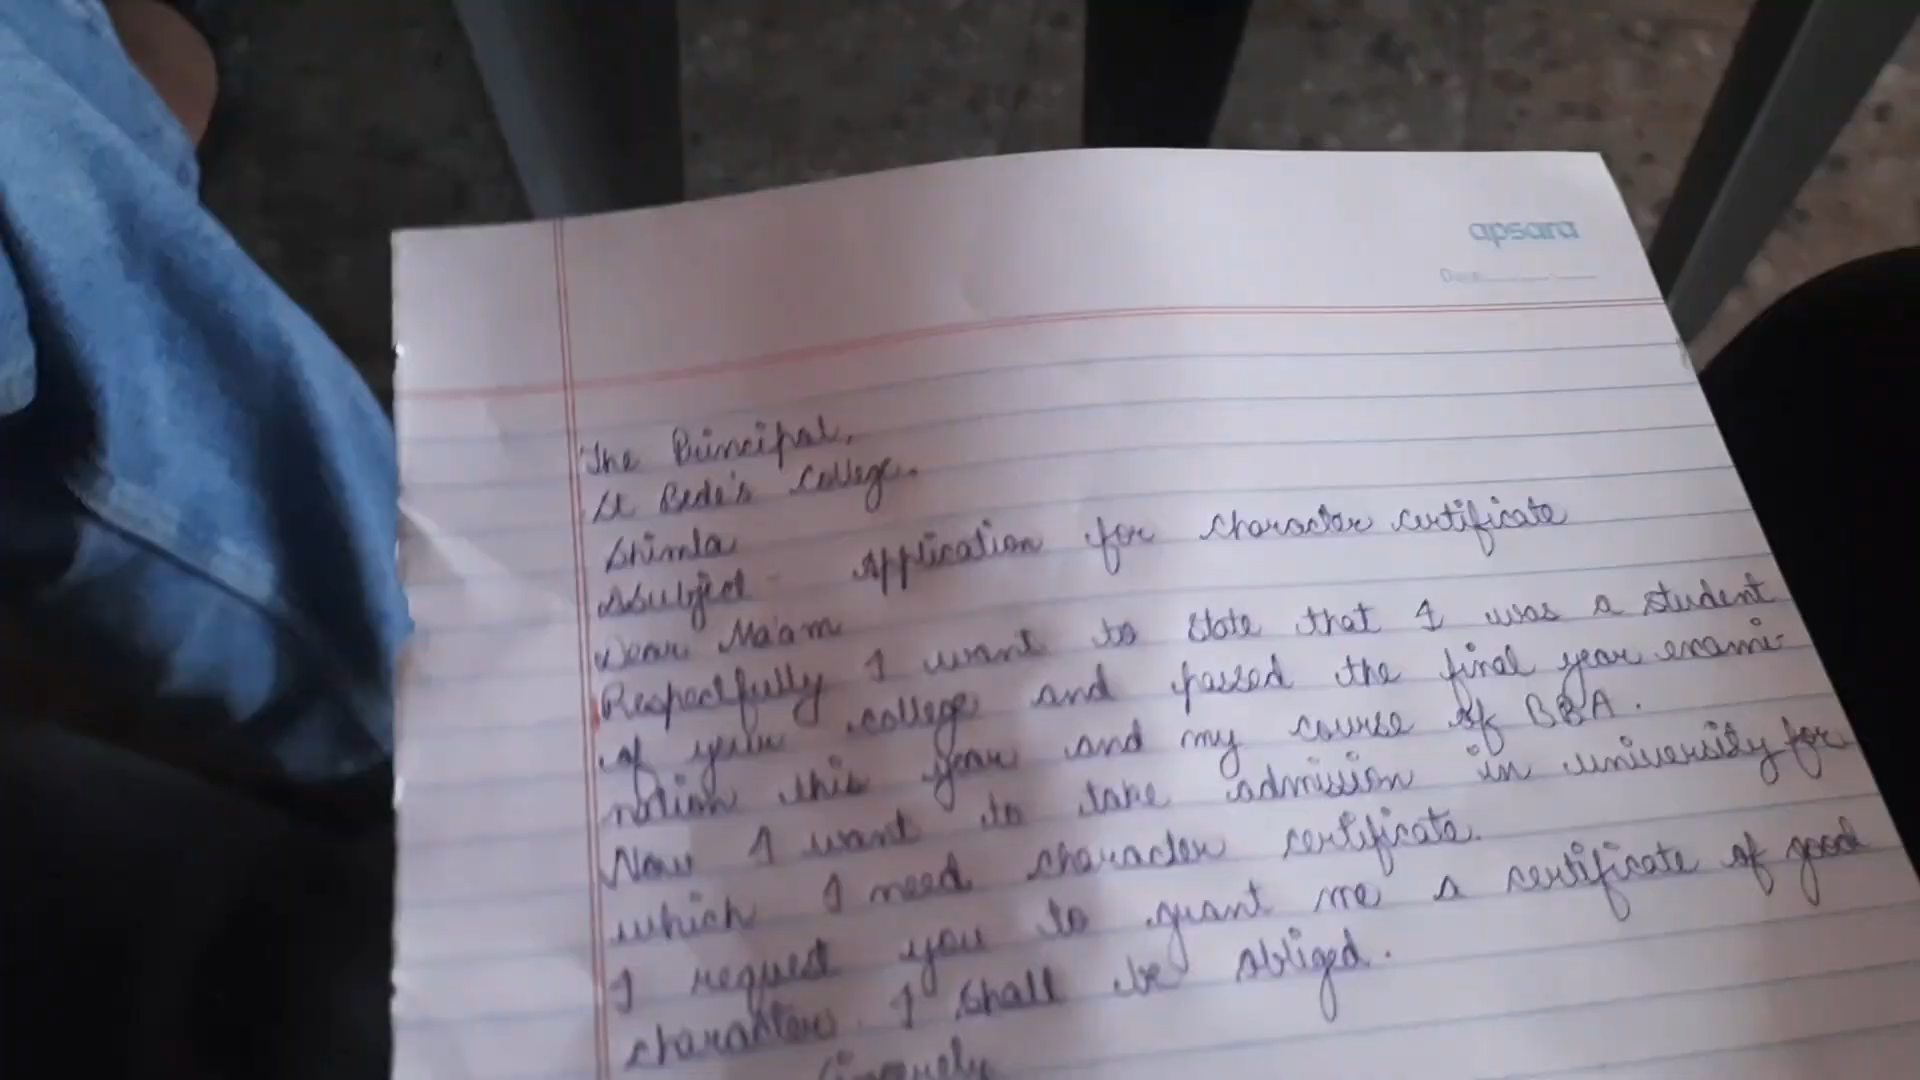 apsara
Date
The Principal,
St Bede's College.
Shimla
Subject - Application for character certificate
Dear Ma'am
Respectfully I want to state that I was a student
of your college and passed the final year exami-
nation this year and my course of BBA.
Now I want to take admission in university for
which I need character certificate.
I request you to grant me a certificate of good
character. I shall be obliged.
Sincerely